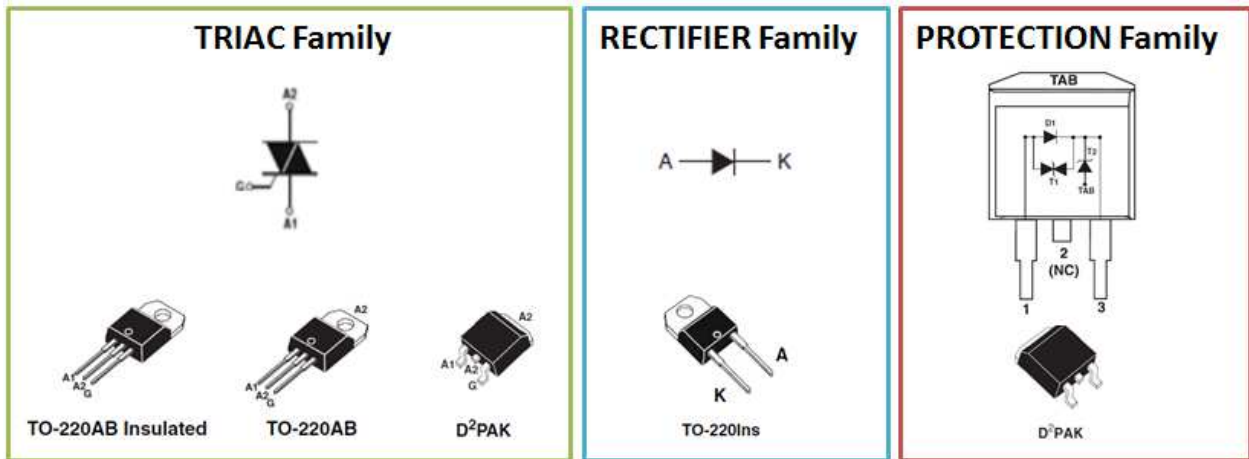 TRIAC Family
A2
G
A1
A1
A2
G
TO-220AB Insulated
A2
A1
A2
G
TO-220AB
A2
A1
A2
G
D²PAK
RECTIFIER Family
A K
A
K
TO-220Ins
PROTECTION Family
TAB
D1
T2
T1
TAB
2
(NC)
1 3
D²PAK